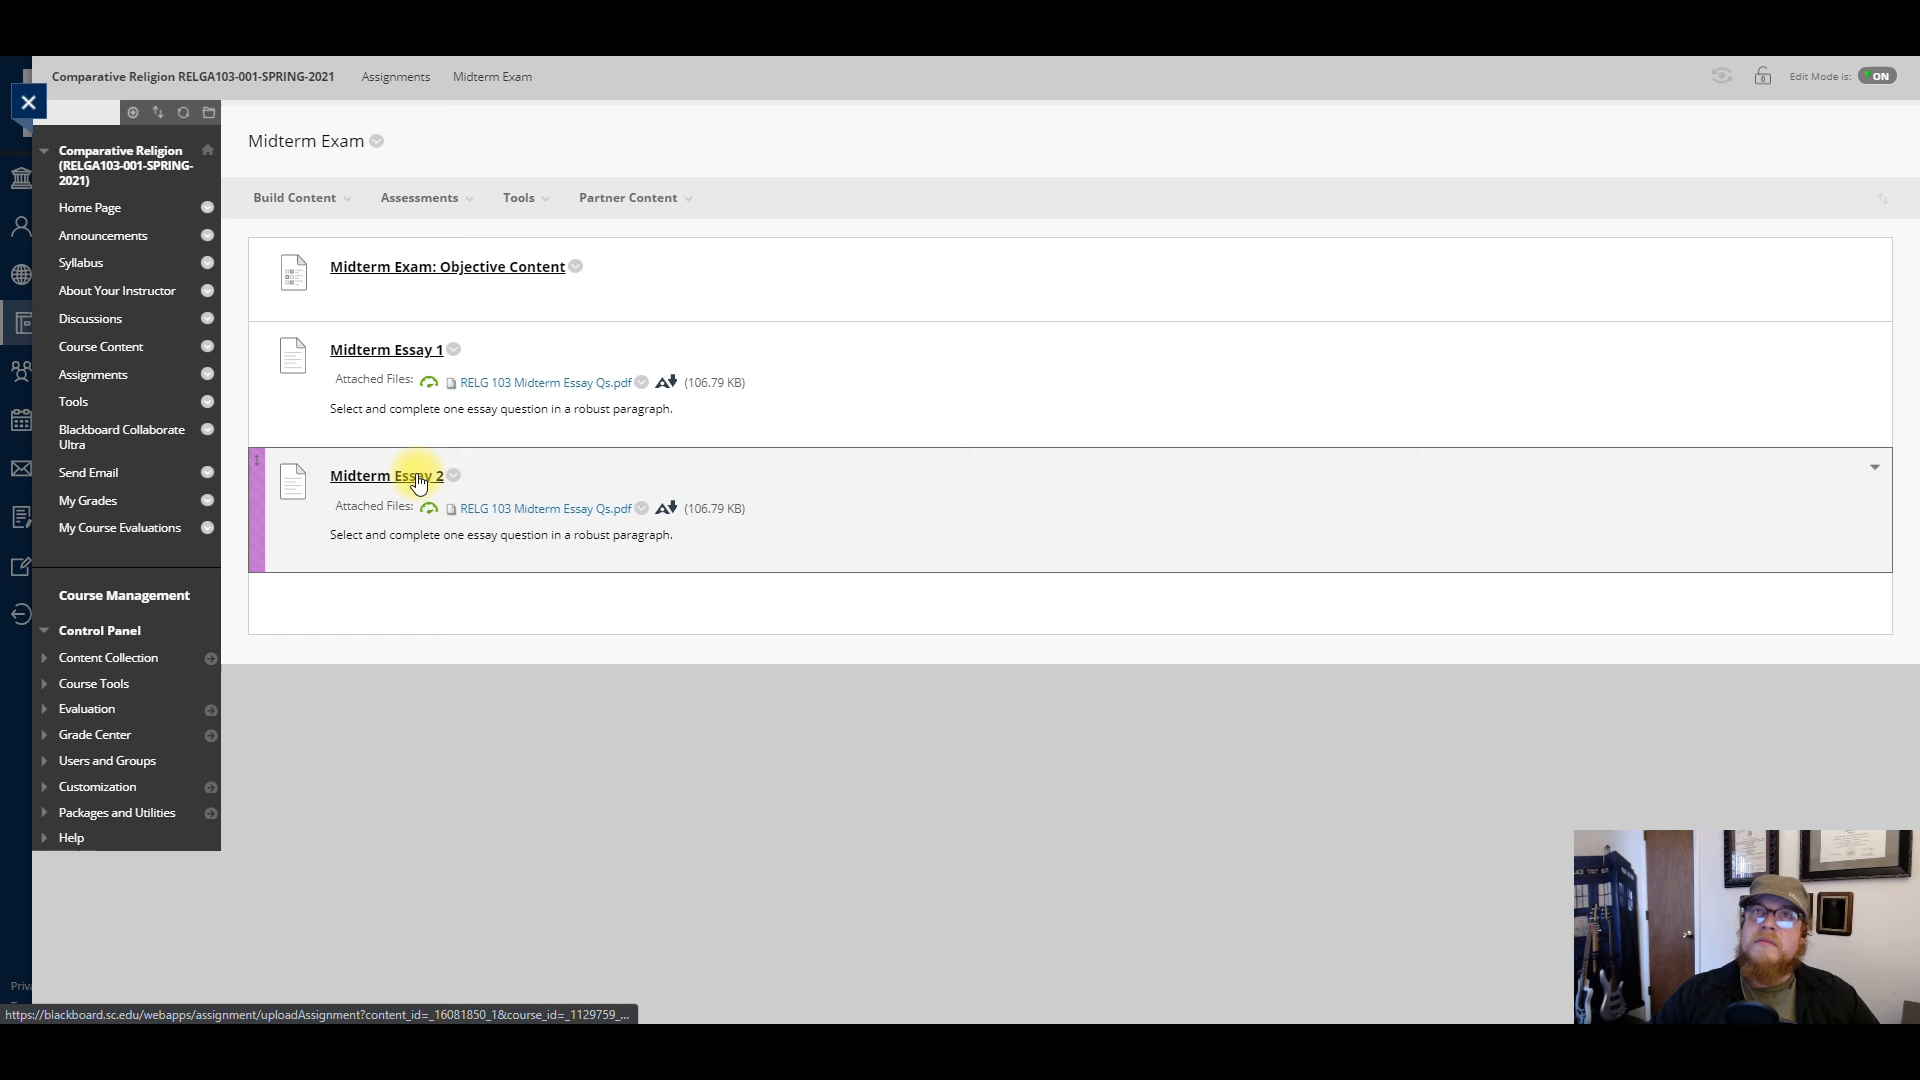 Comparative Religion RELGA103-001-SPRING-2021 Assignments Midterm Exam
Edit Mode is: ON
Comparative Religion
(RELGA103-001-SPRING-
2021)
Home Page
Announcements
Syllabus
About Your Instructor
Discussions
Course Content
Assignments
Tools
Blackboard Collaborate
Ultra
Send Email
My Grades
My Course Evaluations
Course Management
Control Panel
Content Collection
Course Tools
Evaluation
Grade Center
Users and Groups
Customization
Packages and Utilities
Help
Midterm Exam
Build Content Assessments Tools Partner Content
Midterm Exam: Objective Content
Midterm Essay 1
Attached Files: RELG 103 Midterm Essay Qs.pdf (106.79 KB)
Select and complete one essay question in a robust paragraph.
Midterm Essay 2
Attached Files: RELG 103 Midterm Essay Qs.pdf (106.79 KB)
Select and complete one essay question in a robust paragraph.
https://blackboard.sc.edu/webapps/assignment/uploadAssignment?content_id=_16081850_1&course_id=_1129759_...